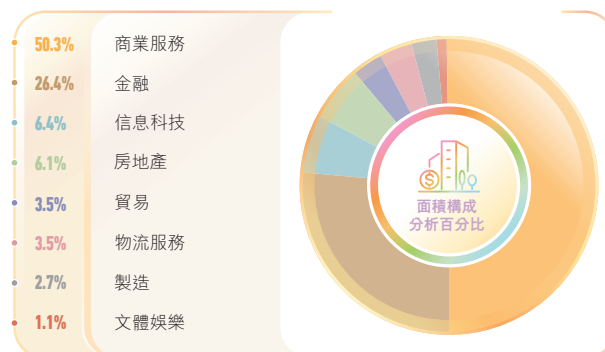 50.3% 商業服務
26.4% 金融
6.4% 信息科技
6.1% 房地產
3.5% 貿易
3.5% 物流服務
2.7% 製造
1.1% 文體娛樂
面積構成
分析百分比